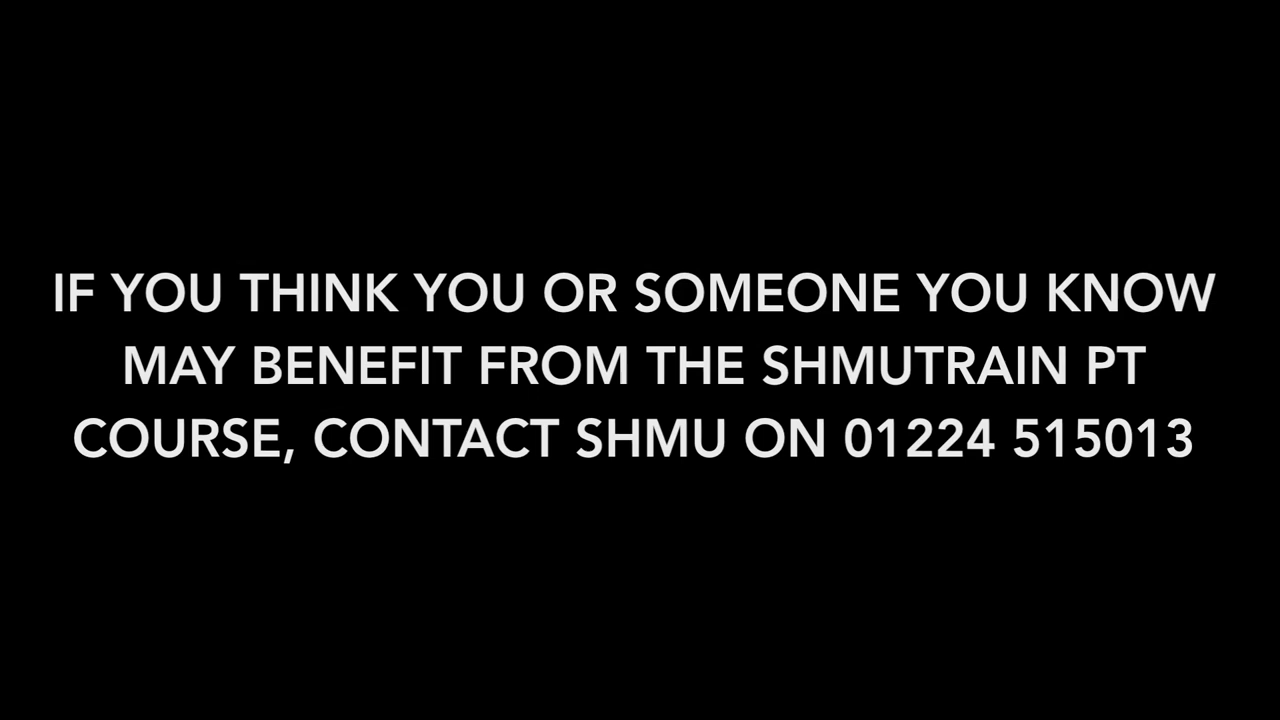 IF YOU THINK YOU OR SOMEONE YOU KNOW
MAY BENEFIT FROM THE SHMUTRAIN PT
COURSE, CONTACT SHMU ON 01224 515013